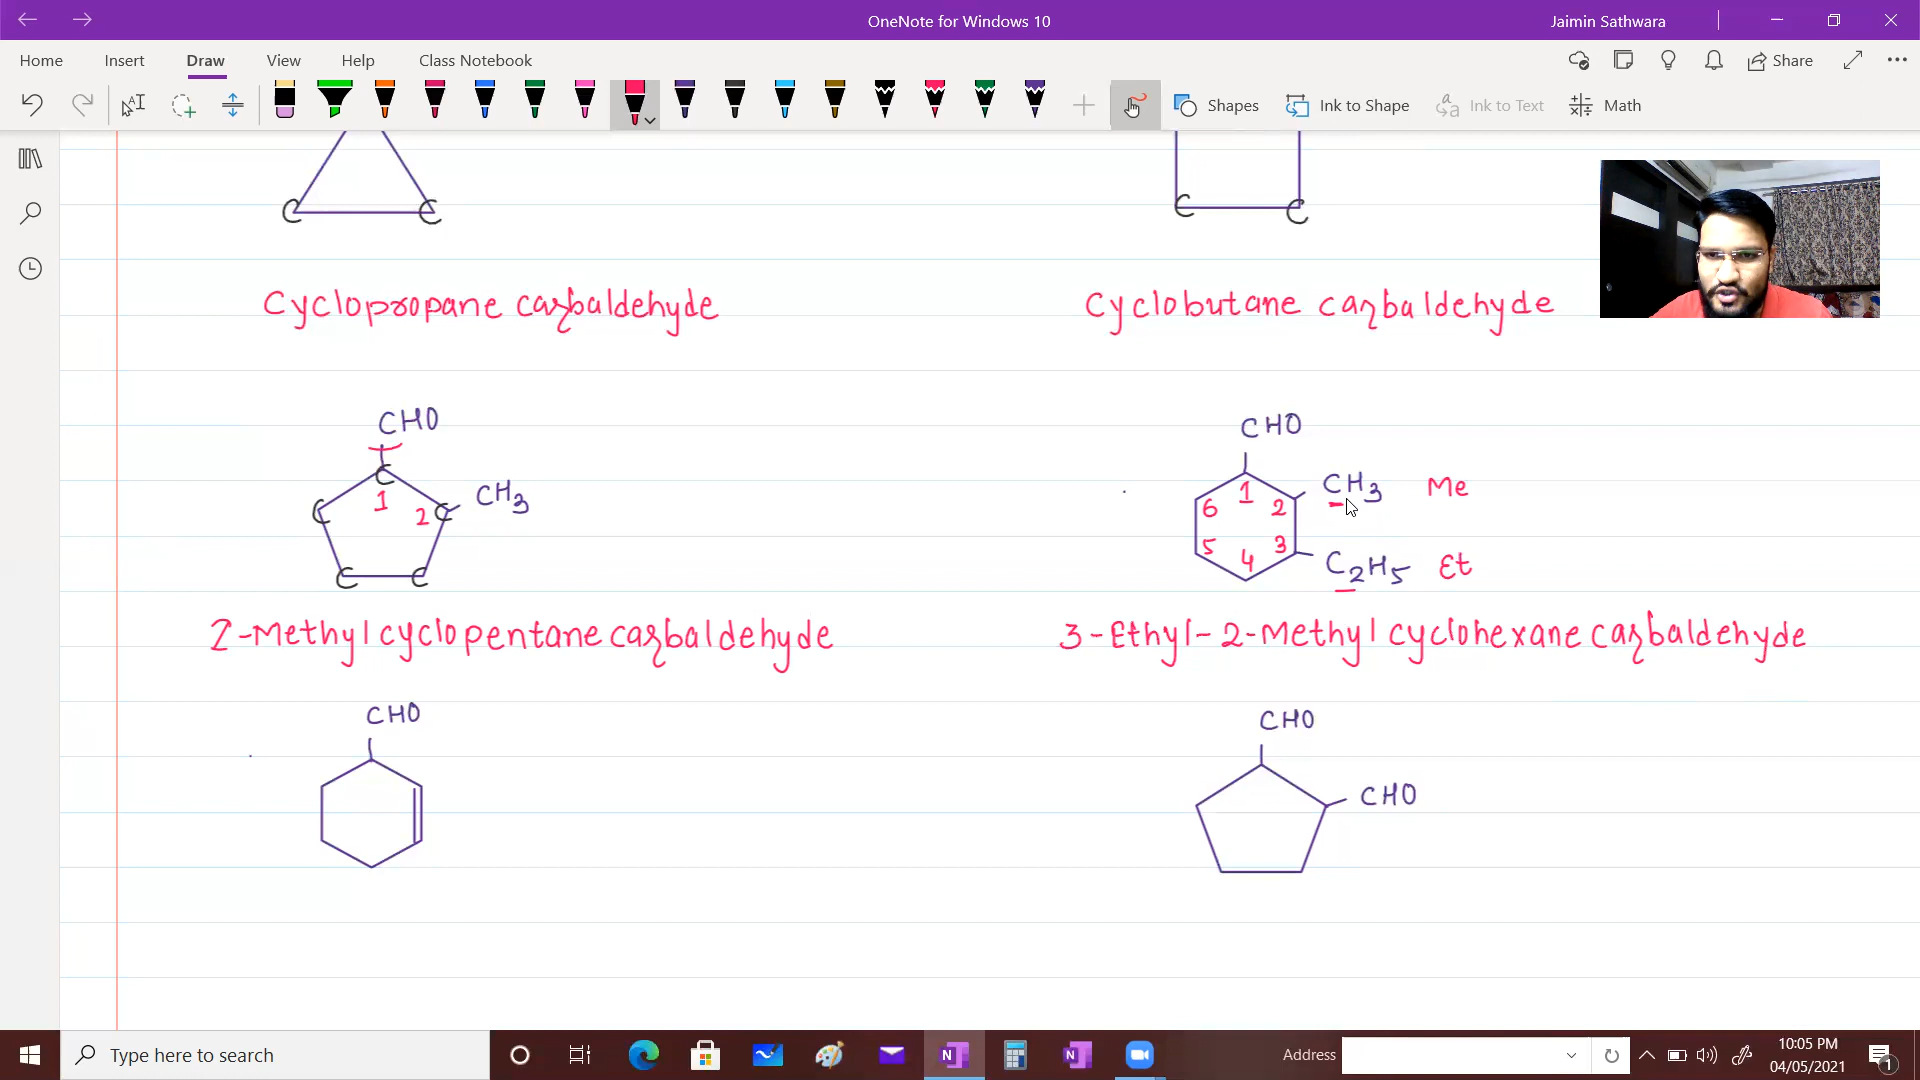 OneNote for Windows 10
Jaimin Sathwara
Home Insert Draw View Help Class Notebook
Share
Shapes Ink to Shape Ink to Text Math
C C
C C
Cyclopropane carbaldehyde
Cyclobutane carbaldehyde
CHO
C
C
C
C
C
1
2
CH3
CHO
1
2
3
4
5
6
CH3 Me
C2H5 Et
2-Methyl cyclopentane carbaldehyde
3-Ethyl-2-Methyl cyclohexane carbaldehyde
CHO
CHO
CHO
Type here to search
Address
10:05 PM
04/05/2021
1